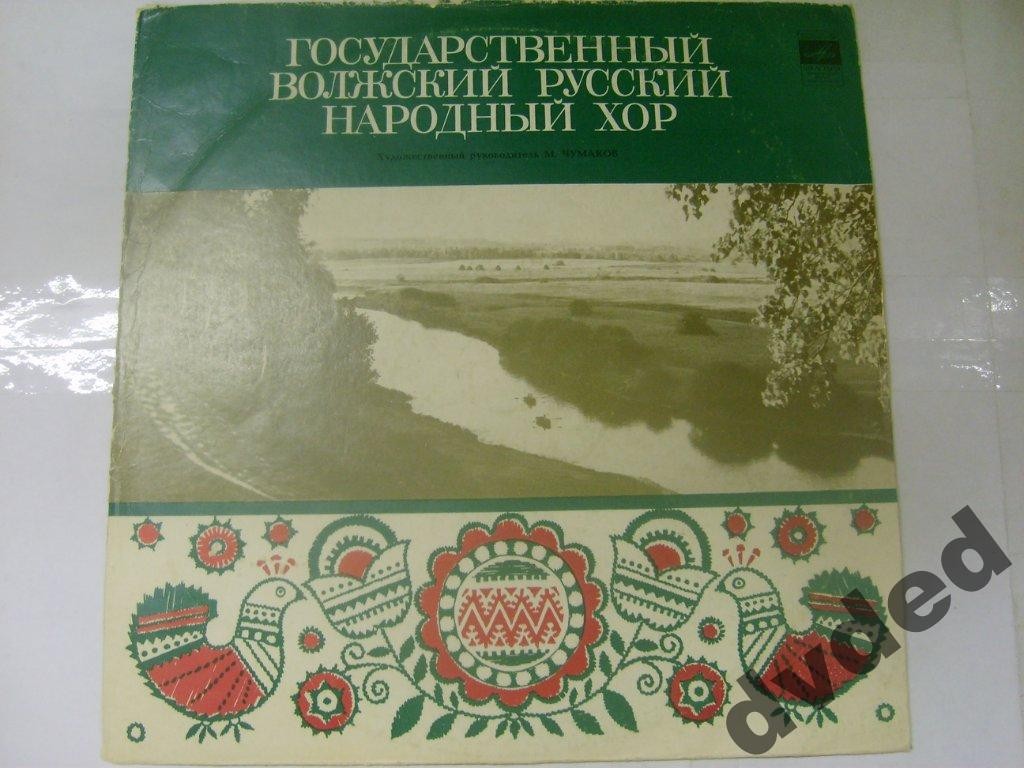 ГОСУДАРСТВЕННЫЙ
ВОЛЖСКИЙ РУССКИЙ
НАРОДНЫЙ ХОР
Художественный руководитель М. ЧУМАКОВ
dvded